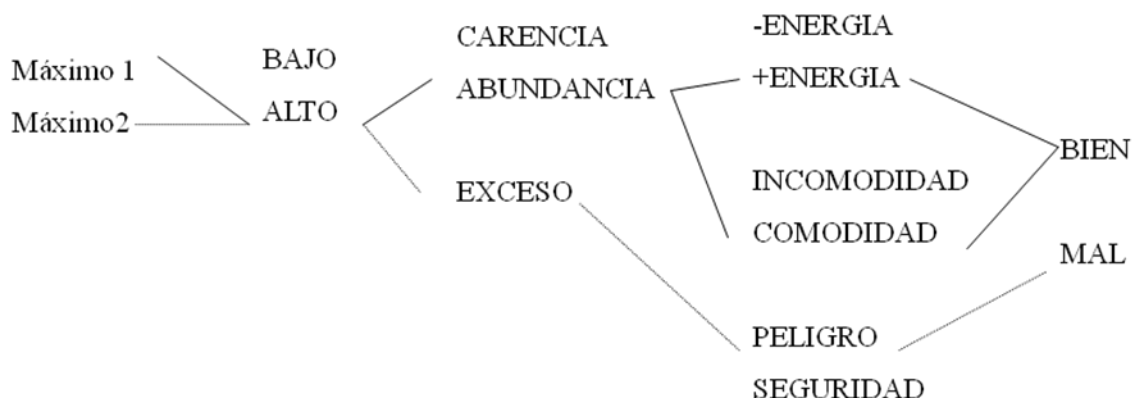 Máximo 1
Máximo2
BAJO
ALTO
CARENCIA
ABUNDANCIA
EXCESO
-ENERGIA
+ENERGIA
INCOMODIDAD
COMODIDAD
PELIGRO
SEGURIDAD
BIEN
MAL